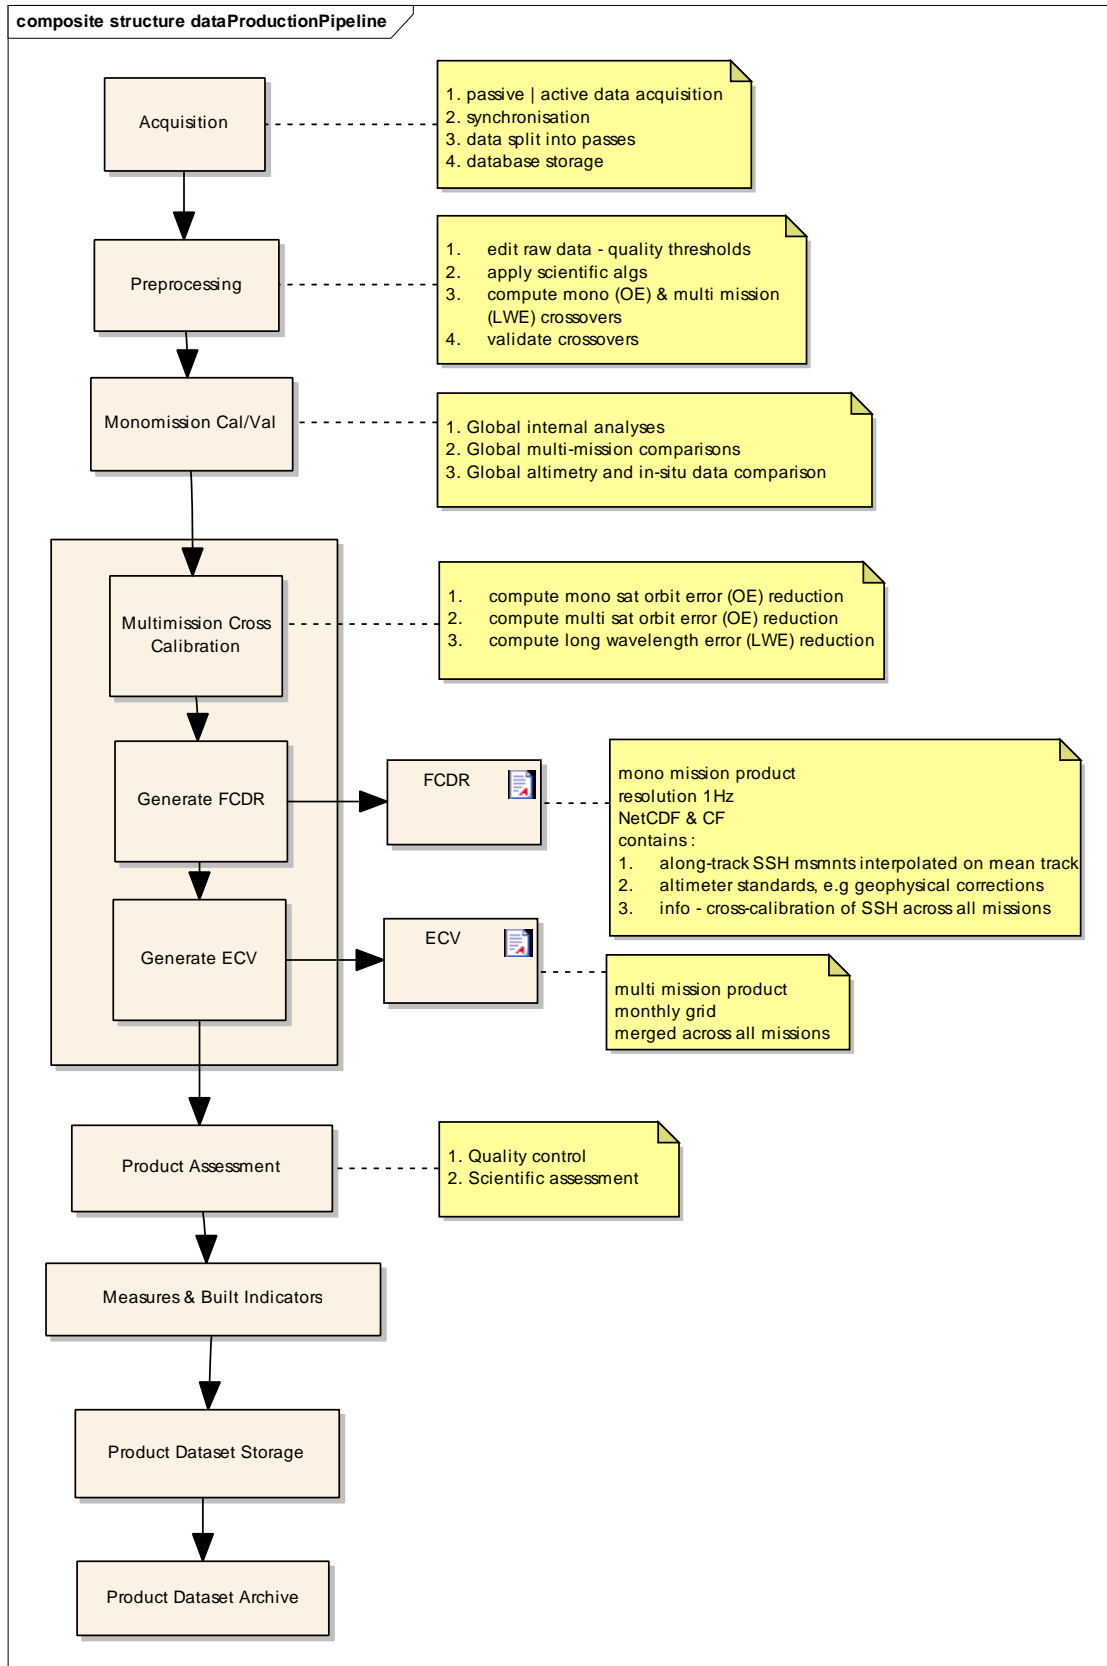 composite structure dataProductionPipeline
Acquisition
1. passive | active data acquisition
2. synchronisation
3. data split into passes
4. database storage
Preprocessing
1. edit raw data - quality thresholds
2. apply scientific algs
3. compute mono (OE) & multi mission
(LWE) crossovers
4. validate crossovers
Monomission Cal/Val
1. Global internal analyses
2. Global multi-mission comparisons
3. Global altimetry and in-situ data comparison
Multimission Cross
Calibration
1. compute mono sat orbit error (OE) reduction
2. compute multi sat orbit error (OE) reduction
3. compute long wavelength error (LWE) reduction
Generate FCDR
FCDR
mono mission product
resolution 1Hz
NetCDF & CF
contains :
1. along-track SSH msmnts interpolated on mean track
2. altimeter standards, e.g geophysical corrections
3. info - cross-calibration of SSH across all missions
Generate ECV
ECV
multi mission product
monthly grid
merged across all missions
Product Assessment
1. Quality control
2. Scientific assessment
Measures & Built Indicators
Product Dataset Storage
Product Dataset Archive